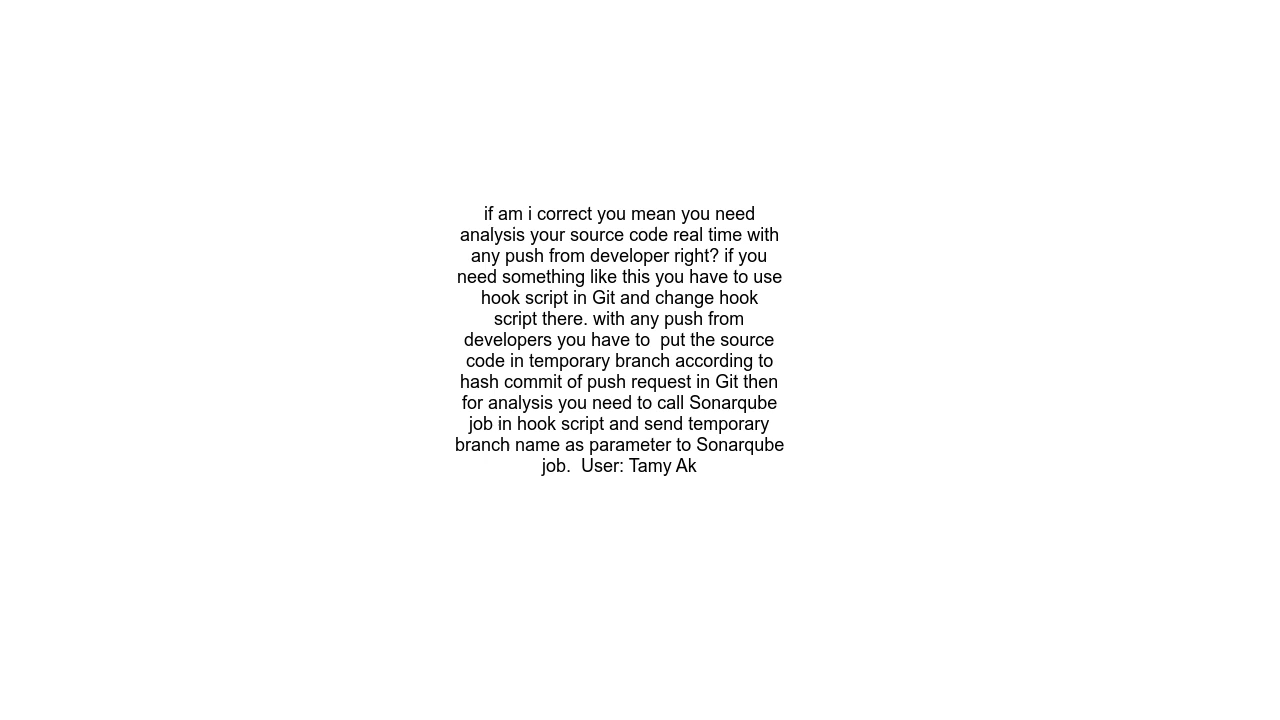 if am i correct you mean you need
analysis your source code real time with
any push from developer right? if you
need something like this you have to use
hook script in Git and change hook
script there. with any push from
developers you have to  put the source
code in temporary branch according to
hash commit of push request in Git then
for analysis you need to call Sonarqube
job in hook script and send temporary
branch name as parameter to Sonarqube
job.  User: Tamy Ak